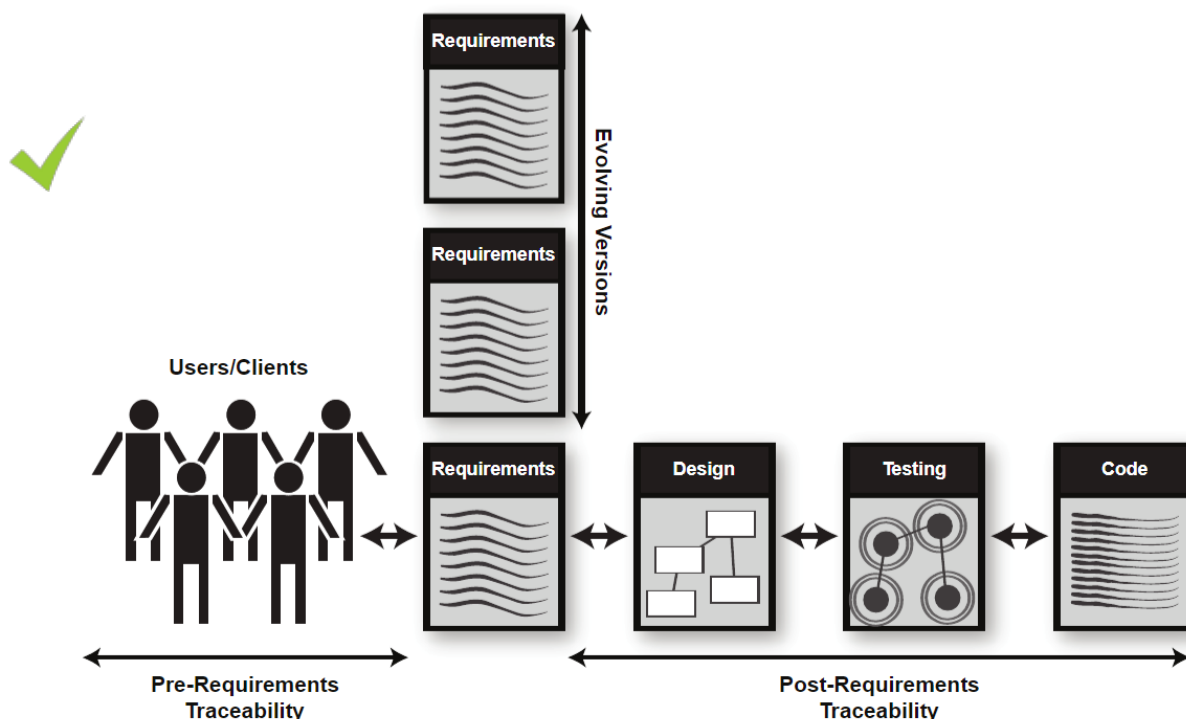 Requirements
Evolving Versions
Requirements
Users/Clients
Requirements
Design
Testing
Code
Pre-Requirements
Traceability
Post-Requirements
Traceability